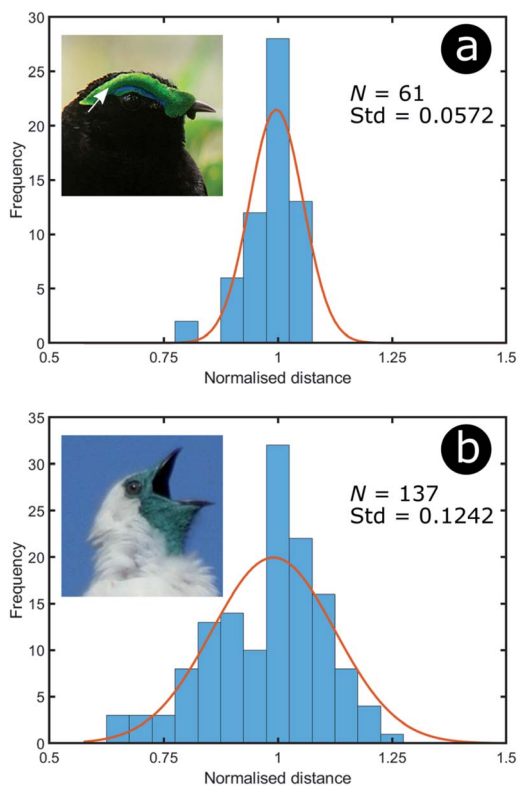 a
N = 61
Std = 0.0572
Frequency
30
25
20
15
10
5
0
0.5 0.75 1 1.25 1.5
Normalised distance
b
N = 137
Std = 0.1242
Frequency
35
30
25
20
15
10
5
0
0.5 0.75 1 1.25 1.5
Normalised distance